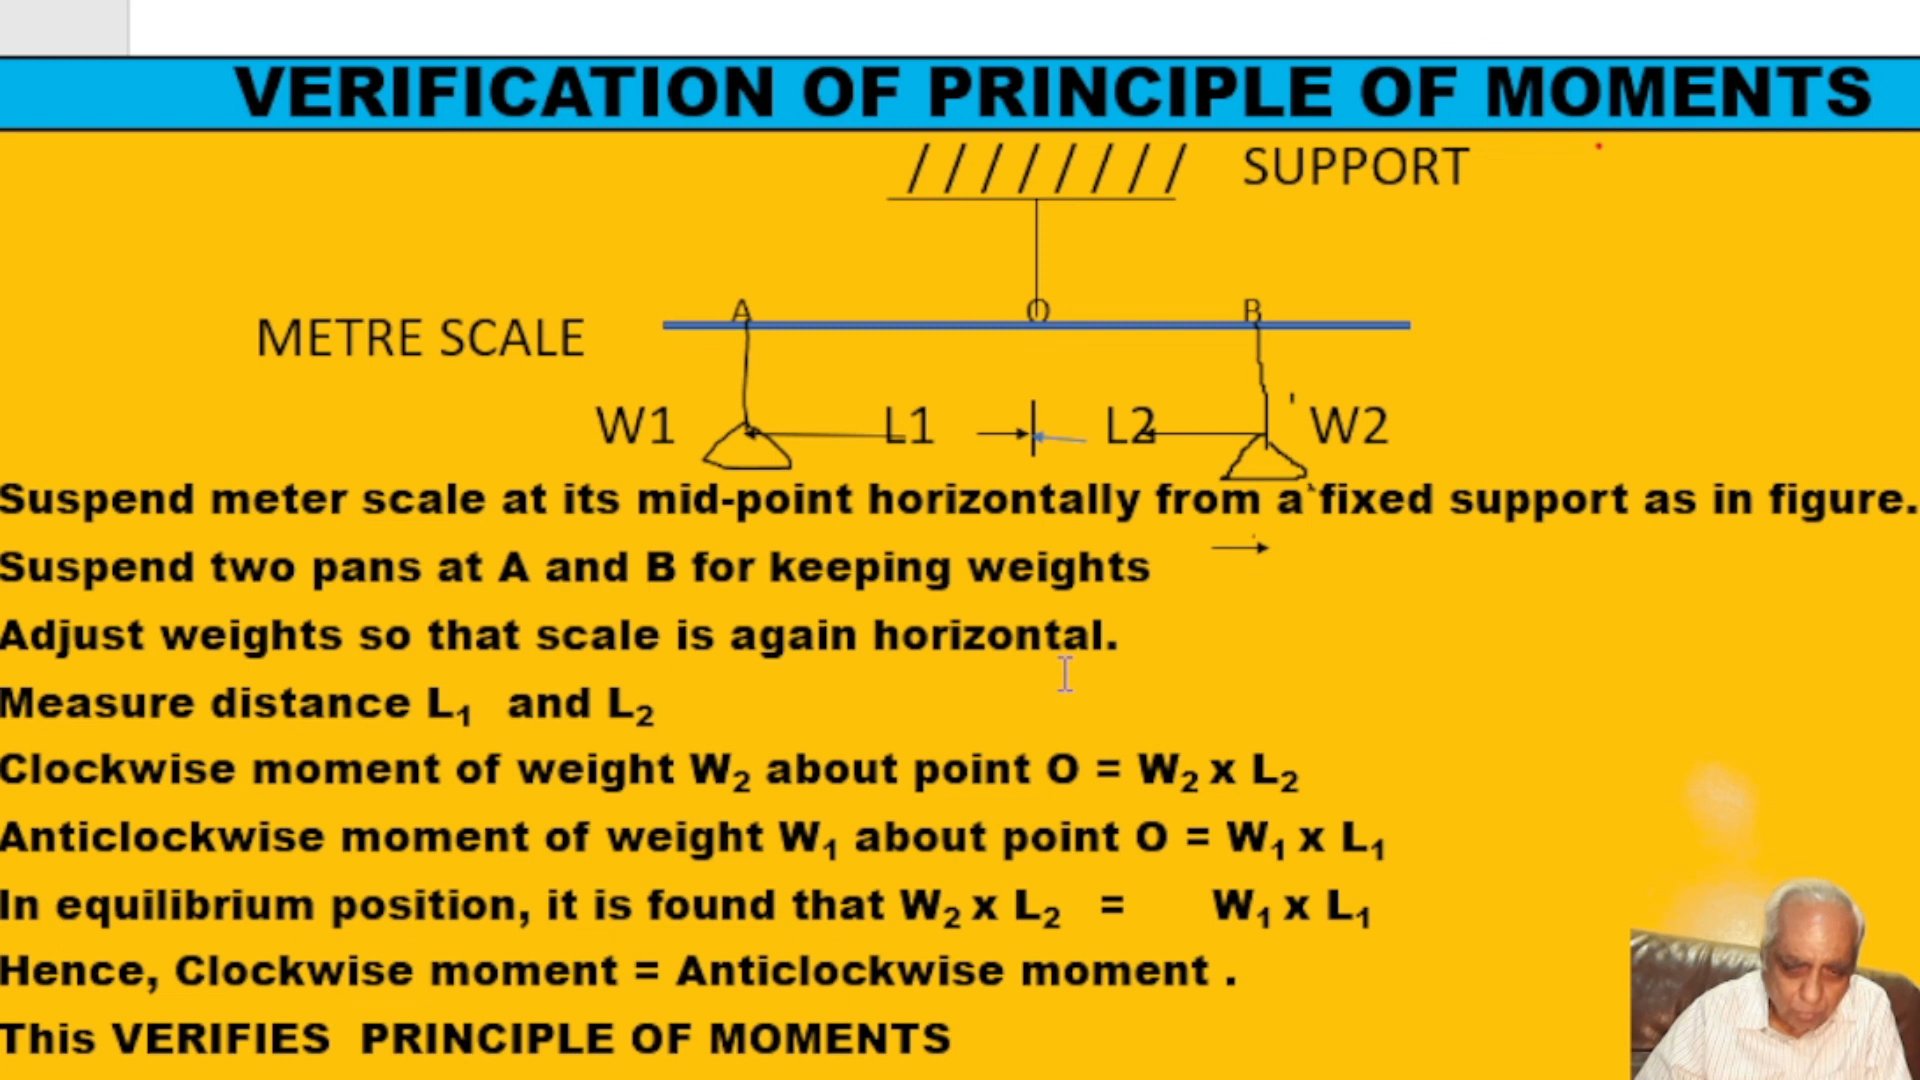 VERIFICATION OF PRINCIPLE OF MOMENTS
SUPPORT
A O B
METRE SCALE
W1 L1 L2 W2
Suspend meter scale at its mid-point horizontally from a fixed support as in figure.
Suspend two pans at A and B for keeping weights
Adjust weights so that scale is again horizontal.
Measure distance L₁ and L₂
Clockwise moment of weight W₂ about point O = W₂ x L₂
Anticlockwise moment of weight W₁ about point O = W₁ x L₁
In equilibrium position, it is found that W₂ x L₂ = W₁ x L₁
Hence, Clockwise moment = Anticlockwise moment .
This VERIFIES PRINCIPLE OF MOMENTS